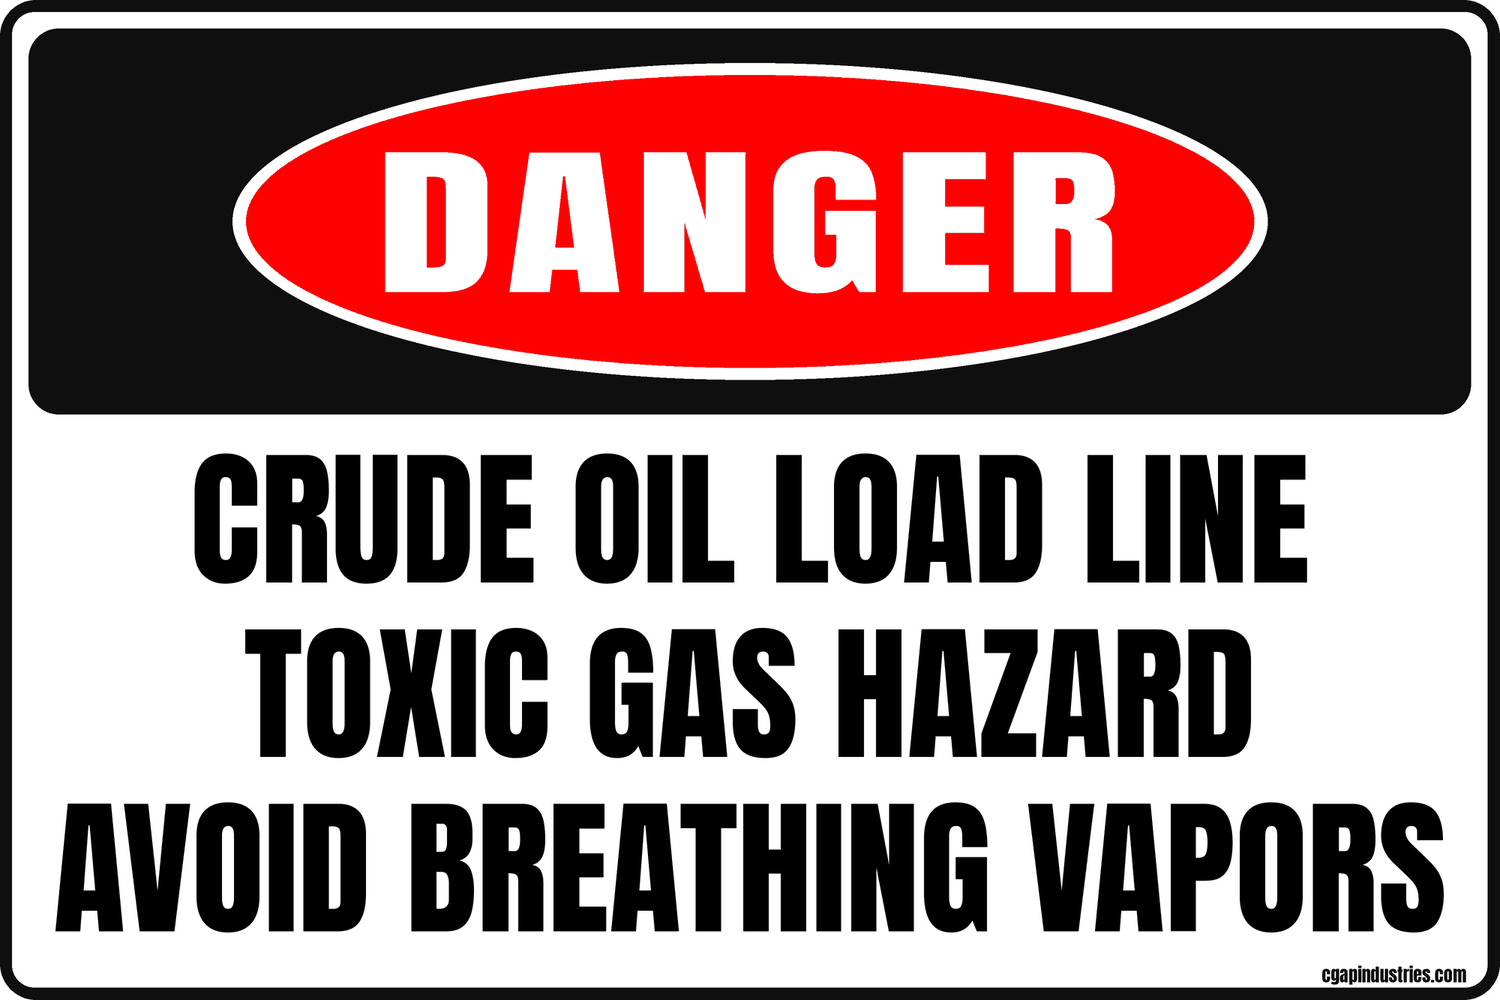 DANGER
CRUDE OIL LOAD LINE
TOXIC GAS HAZARD
AVOID BREATHING VAPORS
cgapindustries.com